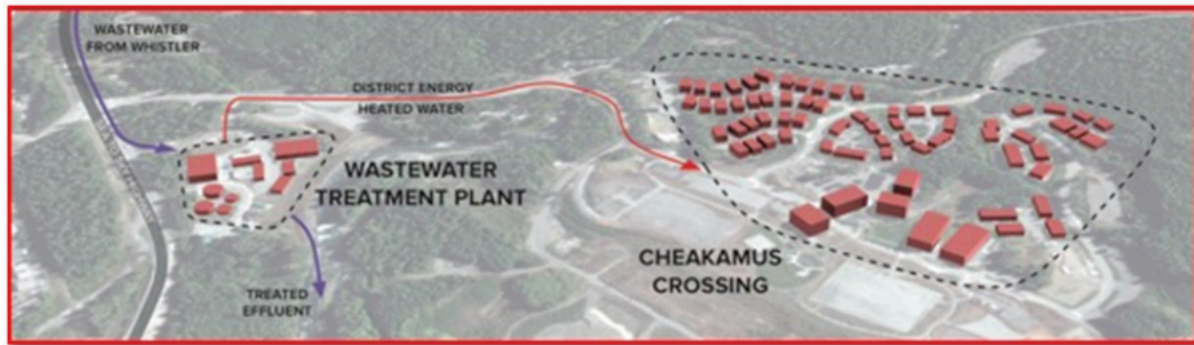 WASTEWATER
FROM WHISTLER
DISTRICT ENERGY
HEATED WATER
WASTEWATER
TREATMENT PLANT
CHEAKAMUS
CROSSING
TREATED
EFFLUENT